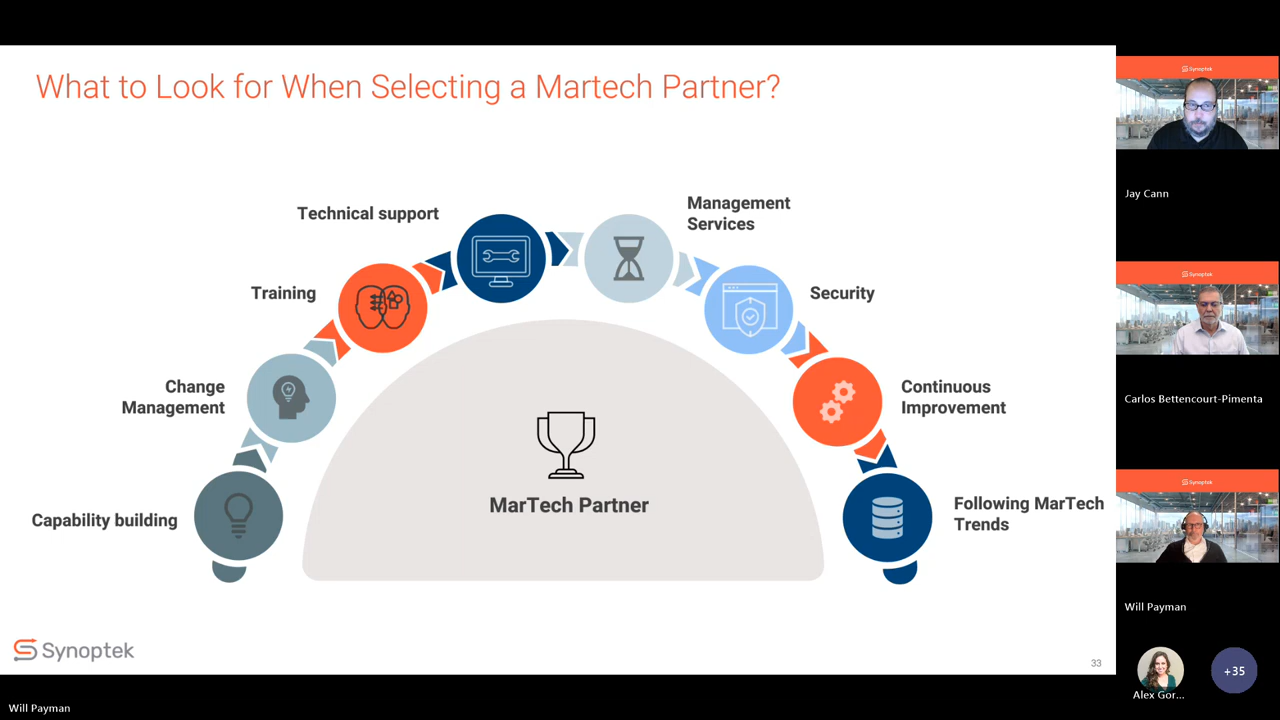 What to Look for When Selecting a Martech Partner?
Technical support
Management
Services
Training
Security
Change
Management
Continuous
Improvement
Capability building
Following MarTech
Trends
MarTech Partner
Synoptek
33
Will Payman
Synoptek
Jay Cann
Synoptek
Carlos Bettencourt-Pimenta
Synoptek
Will Payman
Alex Gor...
+35